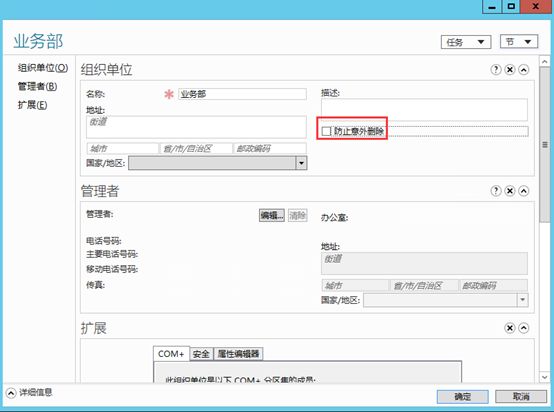 业务部
任务
节
组织单位(O)
管理者(B)
扩展(E)
组织单位
名称: * 业务部
描述:
地址:
街道
防止意外删除
城市 省/市/自治区 邮政编码
国家/地区:
管理者
管理者: 编辑... 清除 办公室:
电话号码:
主要电话号码:
移动电话号码:
传真:
地址:
街道
城市 省/市/自治区 邮政编码
国家/地区:
扩展
COM+ 安全 属性编辑器
此组织单位是以下 COM+ 分区集的成员:
详细信息
确定 取消